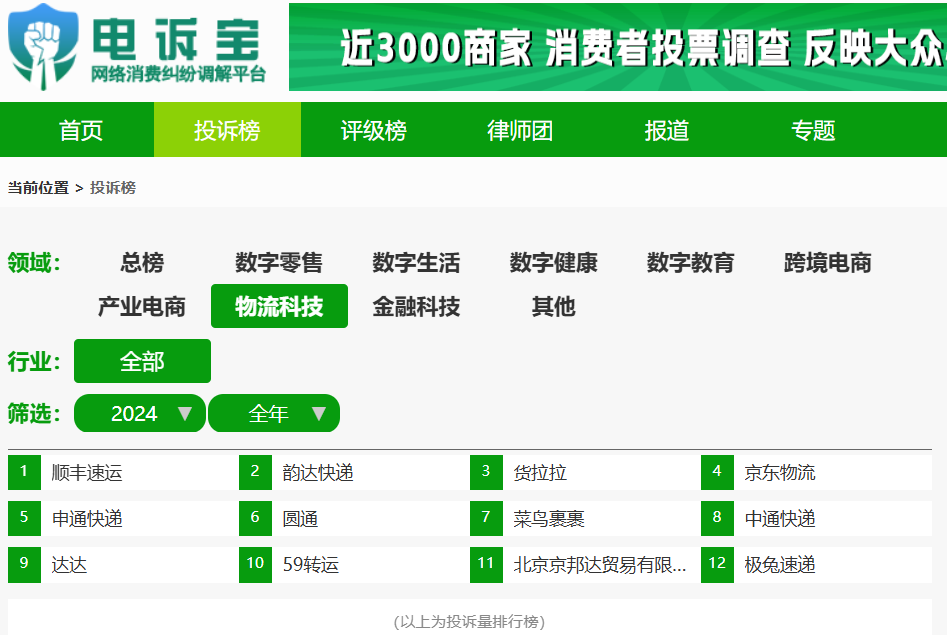 电诉宝
网络消费纠纷调解平台
近3000商家 消费者投票调查 反映大众
首页 投诉榜 评级榜 律师团 报道 专题
当前位置 > 投诉榜
领域： 总榜 数字零售 数字生活 数字健康 数字教育 跨境电商
产业电商 物流科技 金融科技 其他
行业： 全部
筛选： 2024 ▼ 全年 ▼
1 顺丰速运 2 韵达快递 3 货拉拉 4 京东物流
5 申通快递 6 圆通 7 菜鸟裹裹 8 中通快递
9 达达 10 59转运 11 北京京邦达贸易有限... 12 极兔速递
(以上为投诉量排行榜)